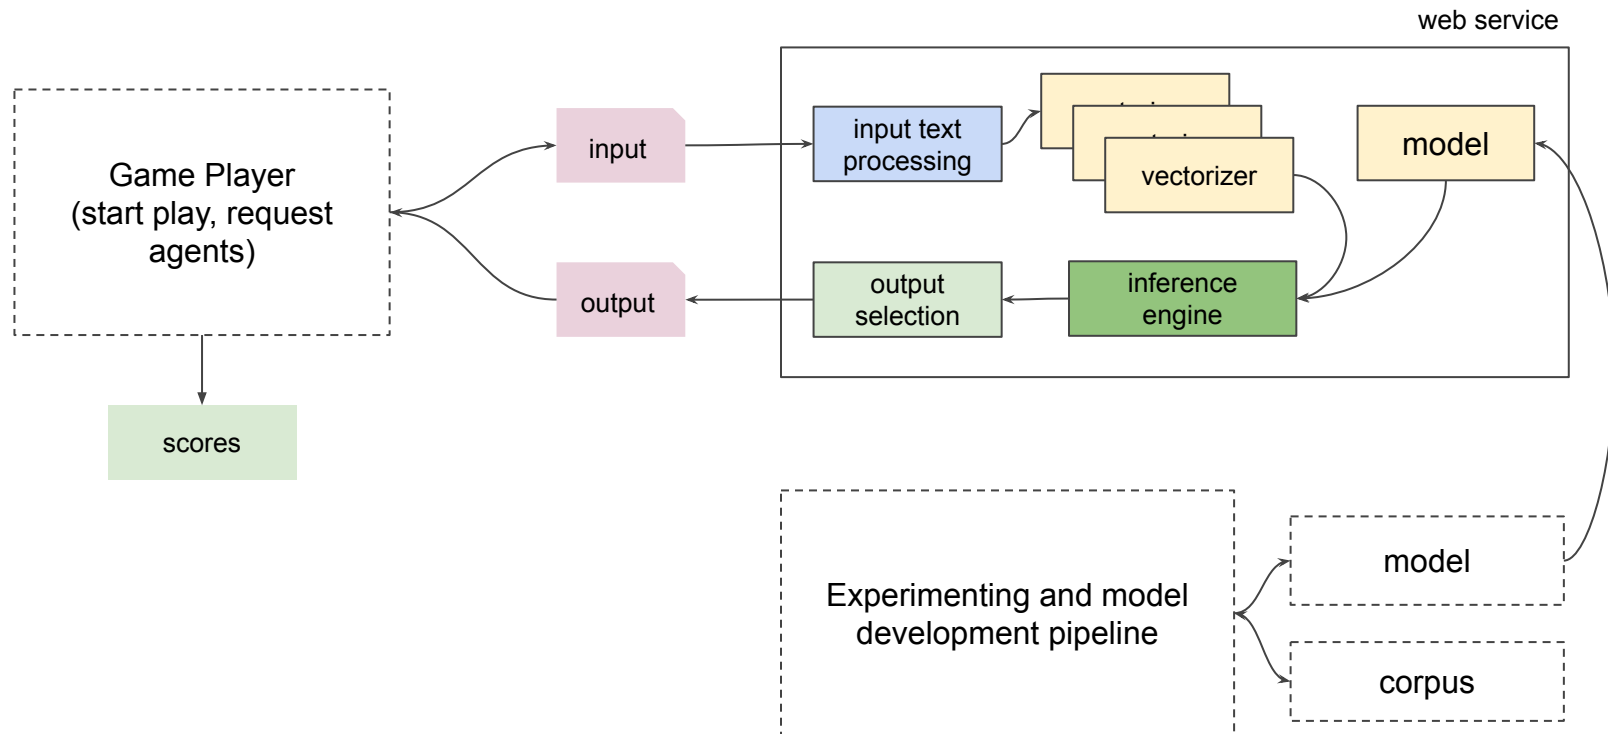 web service
Game Player
(start play, request
agents)
input
input text
processing
vectorizer
model
output
output
selection
inference
engine
scores
Experimenting and model
development pipeline
model
corpus